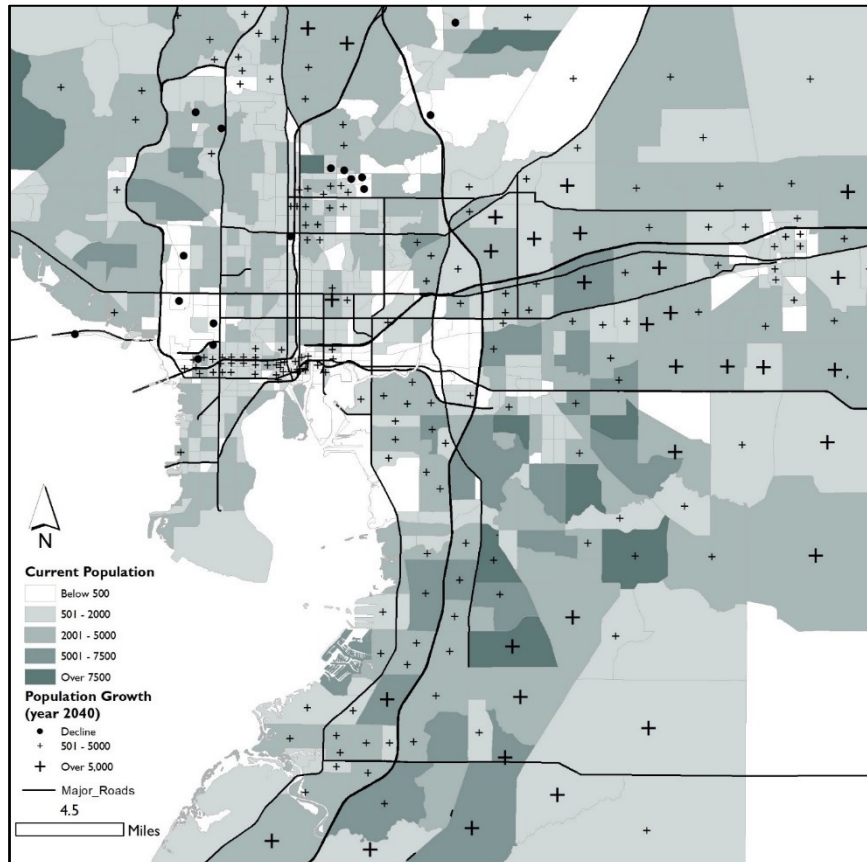 N
Current Population
Below 500
501 - 2000
2001 - 5000
5001 - 7500
Over 7500
Population Growth
(year 2040)
Decline
501 - 5000
Over 5,000
Major_Roads
4.5
Miles